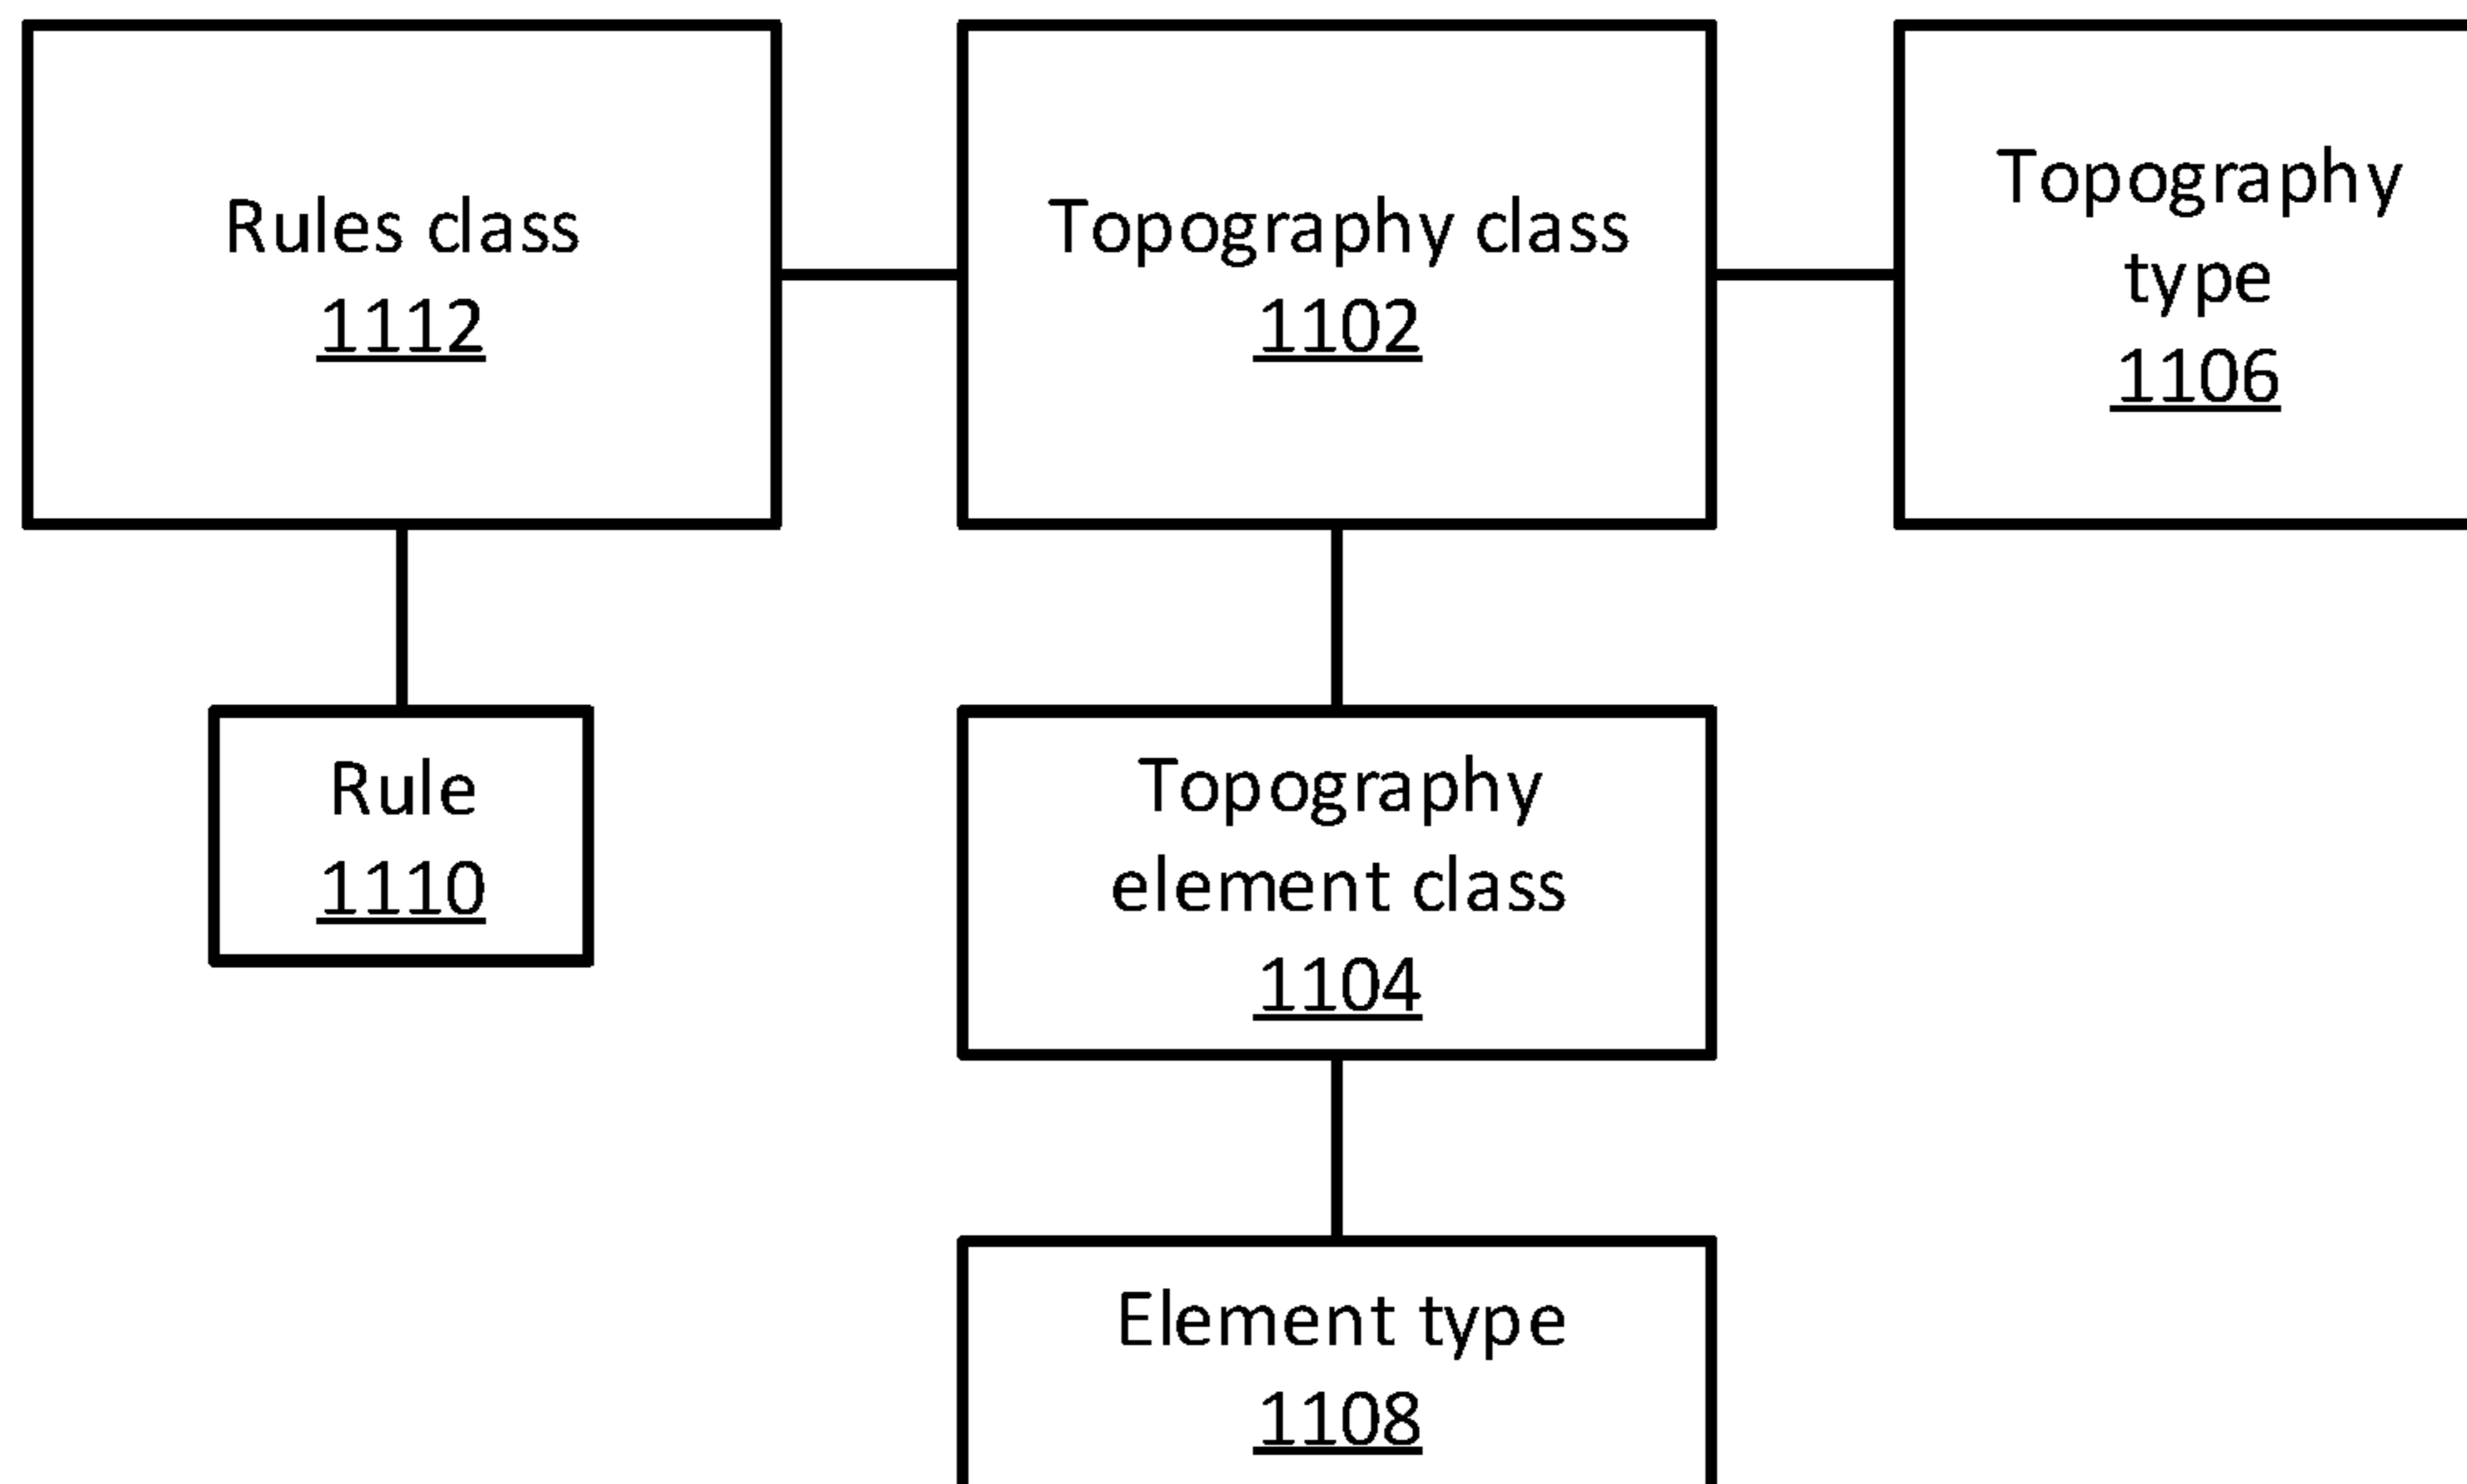 Rules class
1112
Topography class
1102
Topography
type
1106
Rule
1110
Topography
element class
1104
Element type
1108